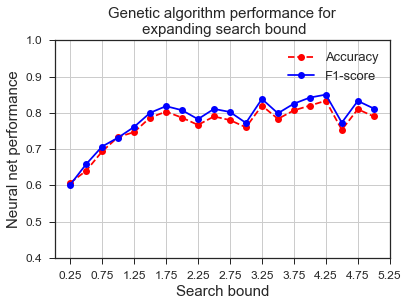 Genetic algorithm performance for
expanding search bound
1.0
0.9
0.8
0.7
0.6
0.5
0.4
Neural net performance
Accuracy
F1-score
0.25 0.75 1.25 1.75 2.25 2.75 3.25 3.75 4.25 4.75 5.25
Search bound